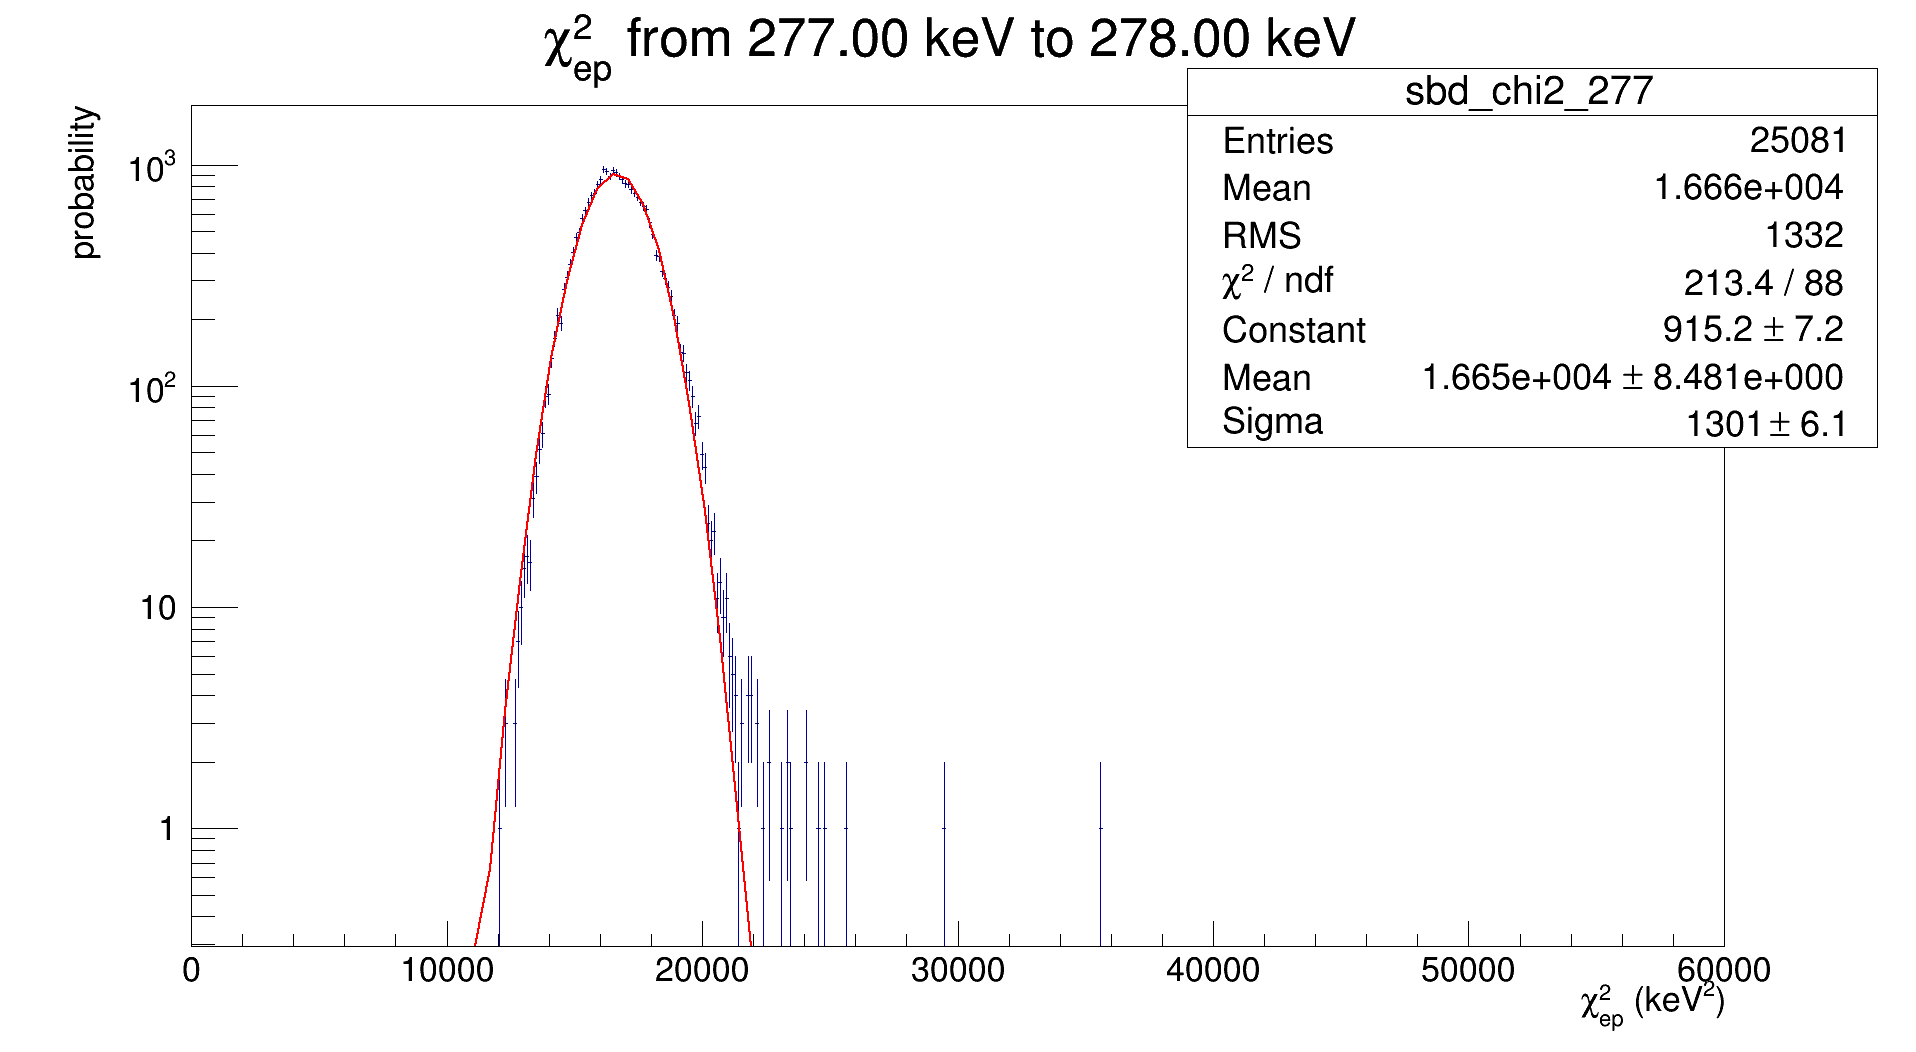 χ²ep from 277.00 keV to 278.00 keV
sbd_chi2_277
Entries 25081
Mean 1.666e+004
RMS 1332
χ² / ndf 213.4 / 88
Constant 915.2 ± 7.2
Mean 1.665e+004 ± 8.481e+000
Sigma 1301 ± 6.1
probability
10³
10²
10
1
0 10000 20000 30000 40000 50000 60000
χ²ep (keV²)